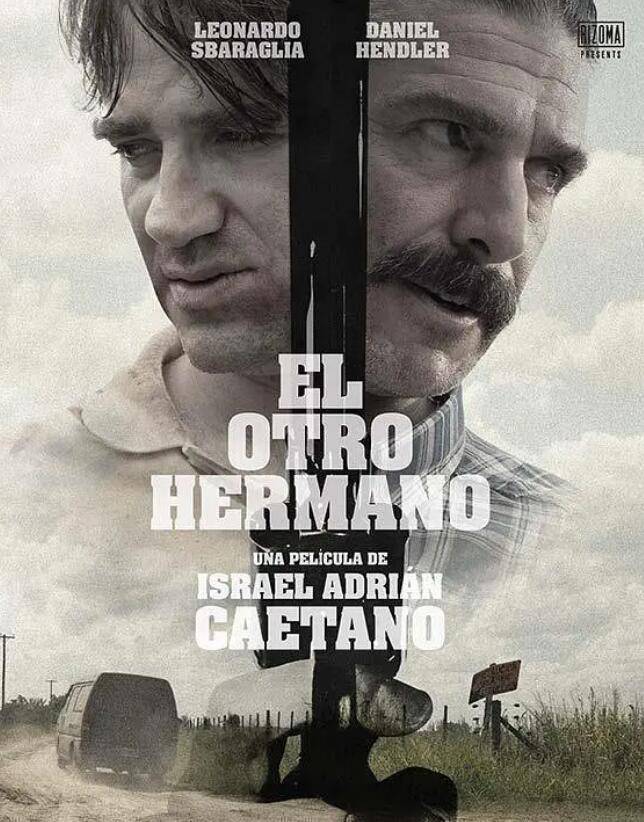 LEONARDO
SBARAGLIA
DANIEL
HENDLER
RIZOMA
PRESENTS
EL
OTRO
HERMANO
UNA PELÍCULA DE
ISRAEL ADRIÁN
CAETANO